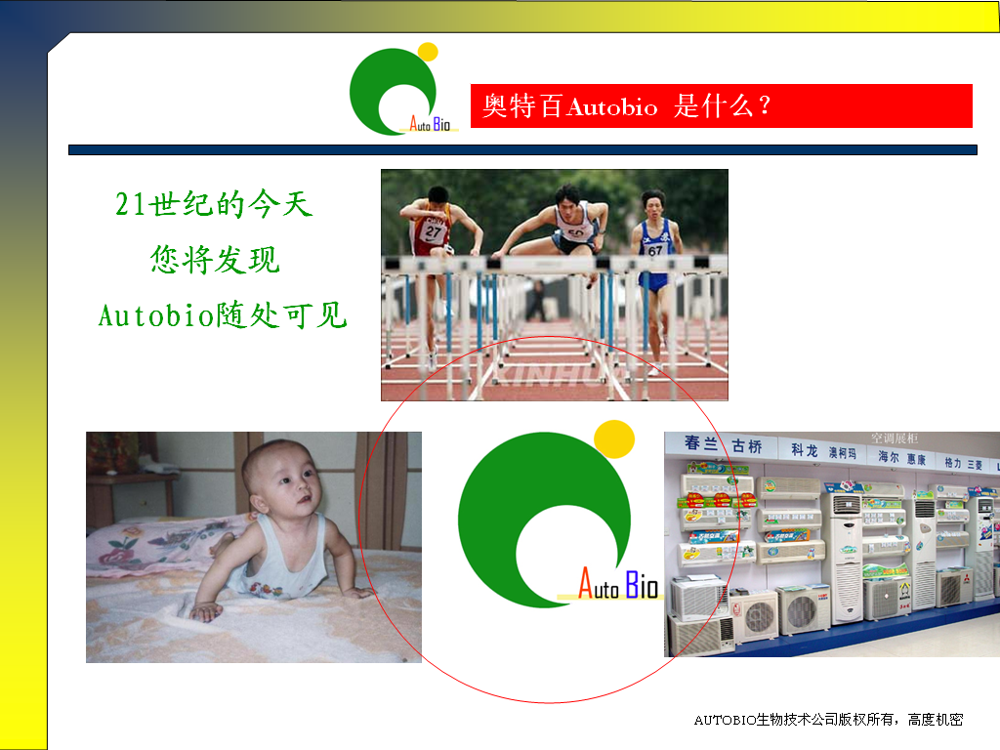 Auto Bio
奥特百Autobio 是什么?
21世纪的今天
您将发现
Autobio随处可见
CHINA
27
50
江苏
67
XINHUA
空调展柜
春兰 古桥 科龙 澳柯玛 海尔 惠康 格力 三菱
Auto Bio
AUTOBIO生物技术公司版权所有，高度机密